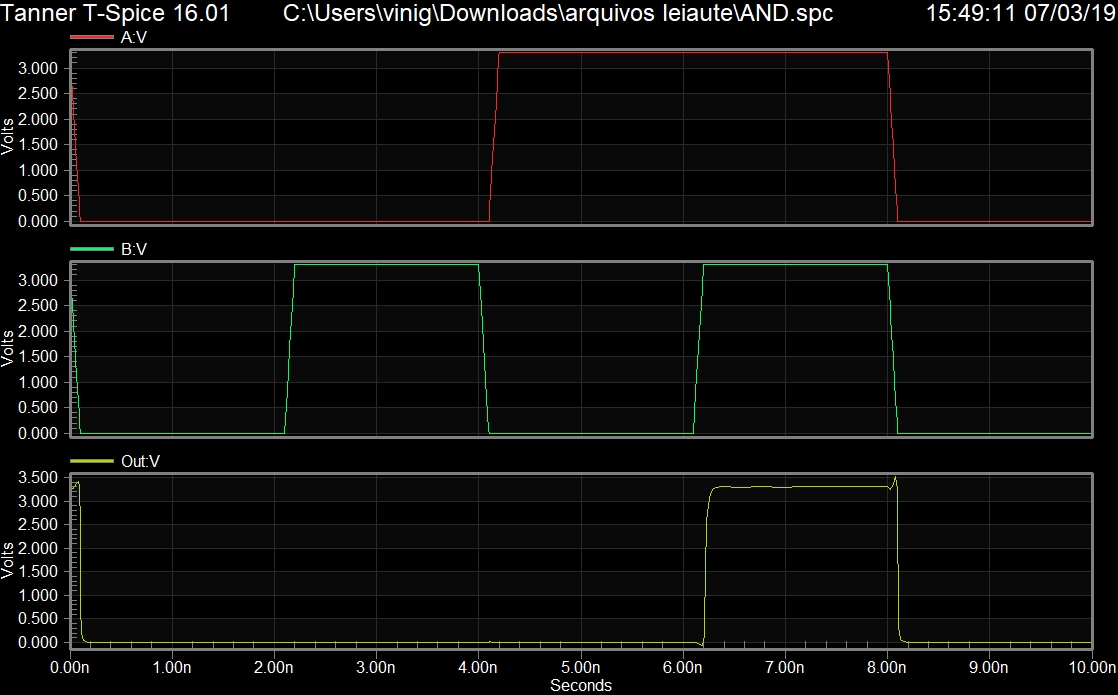 Tanner T-Spice 16.01 C:\Users\vinig\Downloads\arquivos leiaute\AND.spc 15:49:11 07/03/19
A:V
3.000
2.500
2.000
1.500
1.000
0.500
0.000
Volts
B:V
3.000
2.500
2.000
1.500
1.000
0.500
0.000
Volts
Out:V
3.500
3.000
2.500
2.000
1.500
1.000
0.500
0.000
Volts
0.00n 1.00n 2.00n 3.00n 4.00n 5.00n 6.00n 7.00n 8.00n 9.00n 10.00n
Seconds